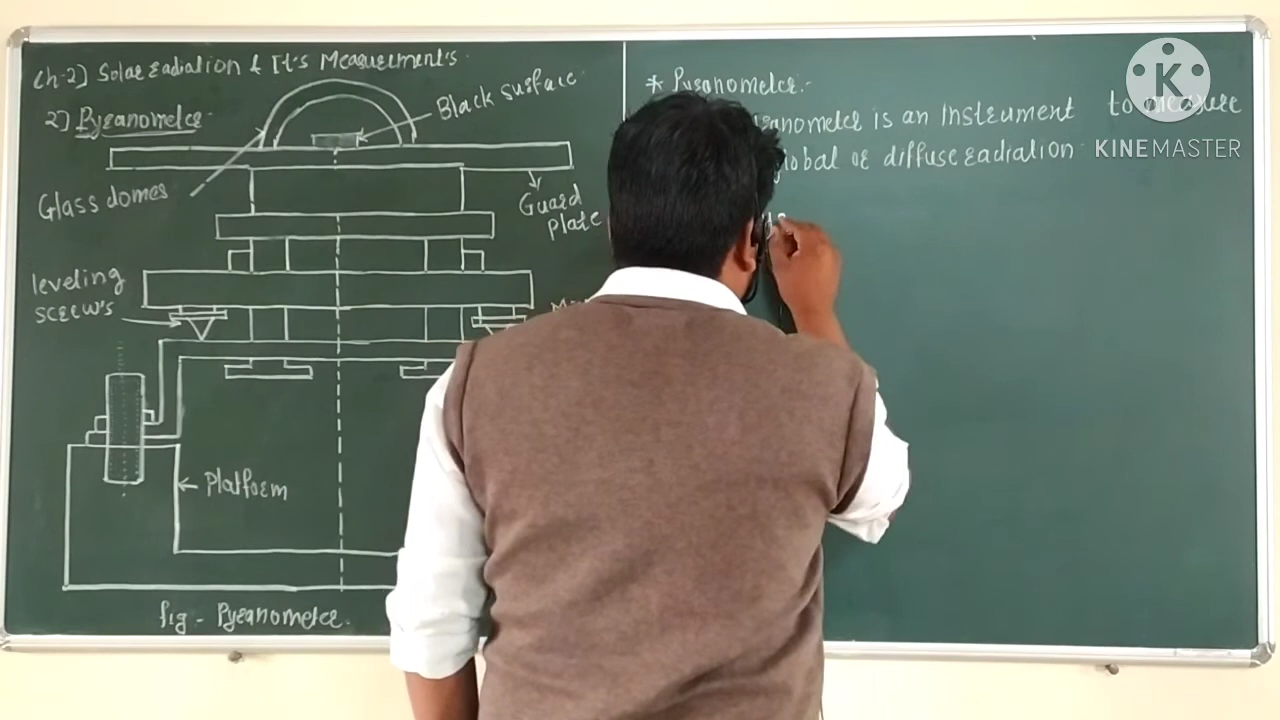 Ch-2) Solar radiation & It's Measurement's
2) Pyranometer
Black surface
Glass domes
Guard
plate
leveling
screw's
Platform
fig - Pyranometer.
* Pyranometer:-
is an Instrument to measure
global or diffuse radiation
K
KINEMASTER